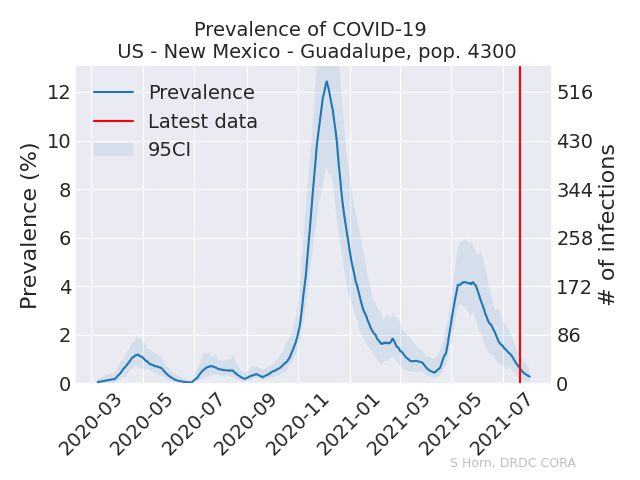 Prevalence of COVID-19
US - New Mexico - Guadalupe, pop. 4300
Prevalence
Latest data
95CI
Prevalence (%)
12
10
8
6
4
2
0
516
430
344
258
172
86
0
# of infections
2020-03
2020-05
2020-07
2020-09
2020-11
2021-01
2021-03
2021-05
2021-07
S Horn, DRDC CORA